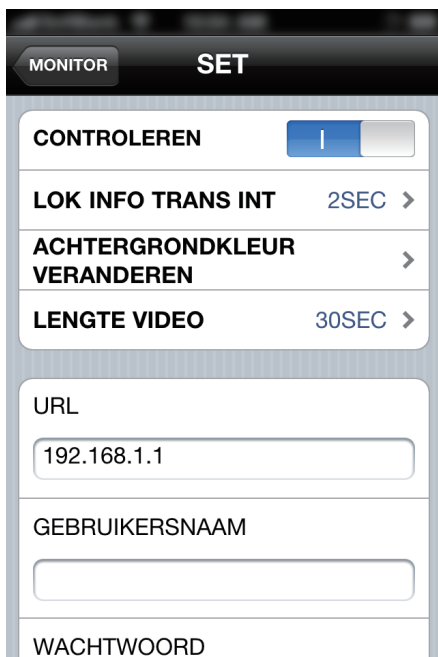 MONITOR
SET
CONTROLEREN
LOK INFO TRANS INT 2SEC
ACHTERGRONDKLEUR
VERANDEREN
LENGTE VIDEO 30SEC
URL
192.168.1.1
GEBRUIKERSNAAM
WACHTWOORD